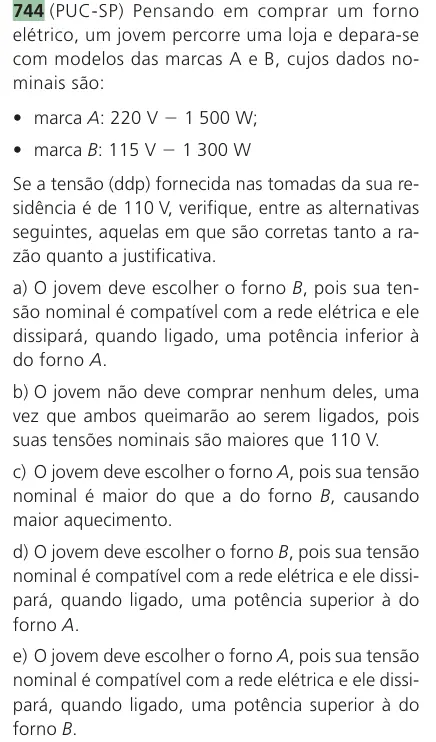 744 (PUC-SP) Pensando em comprar um forno
elétrico, um jovem percorre uma loja e depara-se
com modelos das marcas A e B, cujos dados no-
minais são:
• marca A: 220 V − 1 500 W;
• marca B: 115 V − 1 300 W
Se a tensão (ddp) fornecida nas tomadas da sua re-
sidência é de 110 V, verifique, entre as alternativas
seguintes, aquelas em que são corretas tanto a ra-
zão quanto a justificativa.
a) O jovem deve escolher o forno B, pois sua ten-
são nominal é compatível com a rede elétrica e ele
dissipará, quando ligado, uma potência inferior à
do forno A.
b) O jovem não deve comprar nenhum deles, uma
vez que ambos queimarão ao serem ligados, pois
suas tensões nominais são maiores que 110 V.
c) O jovem deve escolher o forno A, pois sua tensão
nominal é maior do que a do forno B, causando
maior aquecimento.
d) O jovem deve escolher o forno B, pois sua tensão
nominal é compatível com a rede elétrica e ele dissi-
pará, quando ligado, uma potência superior à do
forno A.
e) O jovem deve escolher o forno A, pois sua tensão
nominal é compatível com a rede elétrica e ele dissi-
pará, quando ligado, uma potência superior à do
forno B.